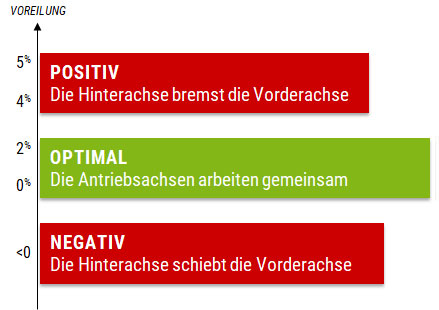 VOREILUNG
5%
POSITIV
Die Hinterachse bremst die Vorderachse
4%
2%
OPTIMAL
Die Antriebsachsen arbeiten gemeinsam
0%
NEGATIV
<0
Die Hinterachse schiebt die Vorderachse